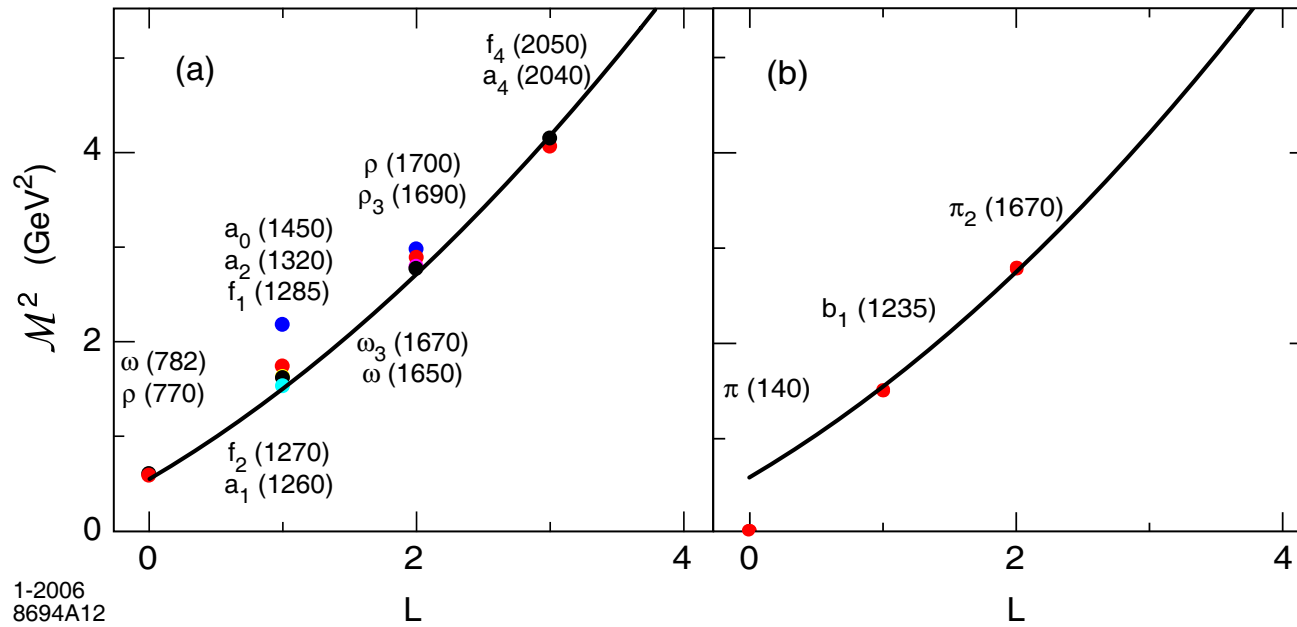 (a)
f4 (2050)
a4 (2040)
ρ (1700)
ρ3 (1690)
a0 (1450)
a2 (1320)
f1 (1285)
ω (782)
ρ (770)
ω3 (1670)
ω (1650)
f2 (1270)
a1 (1260)
M2 (GeV2)
4
2
0
0
2
4
L
(b)
π2 (1670)
b1 (1235)
π (140)
0
2
4
L
1-2006
8694A12